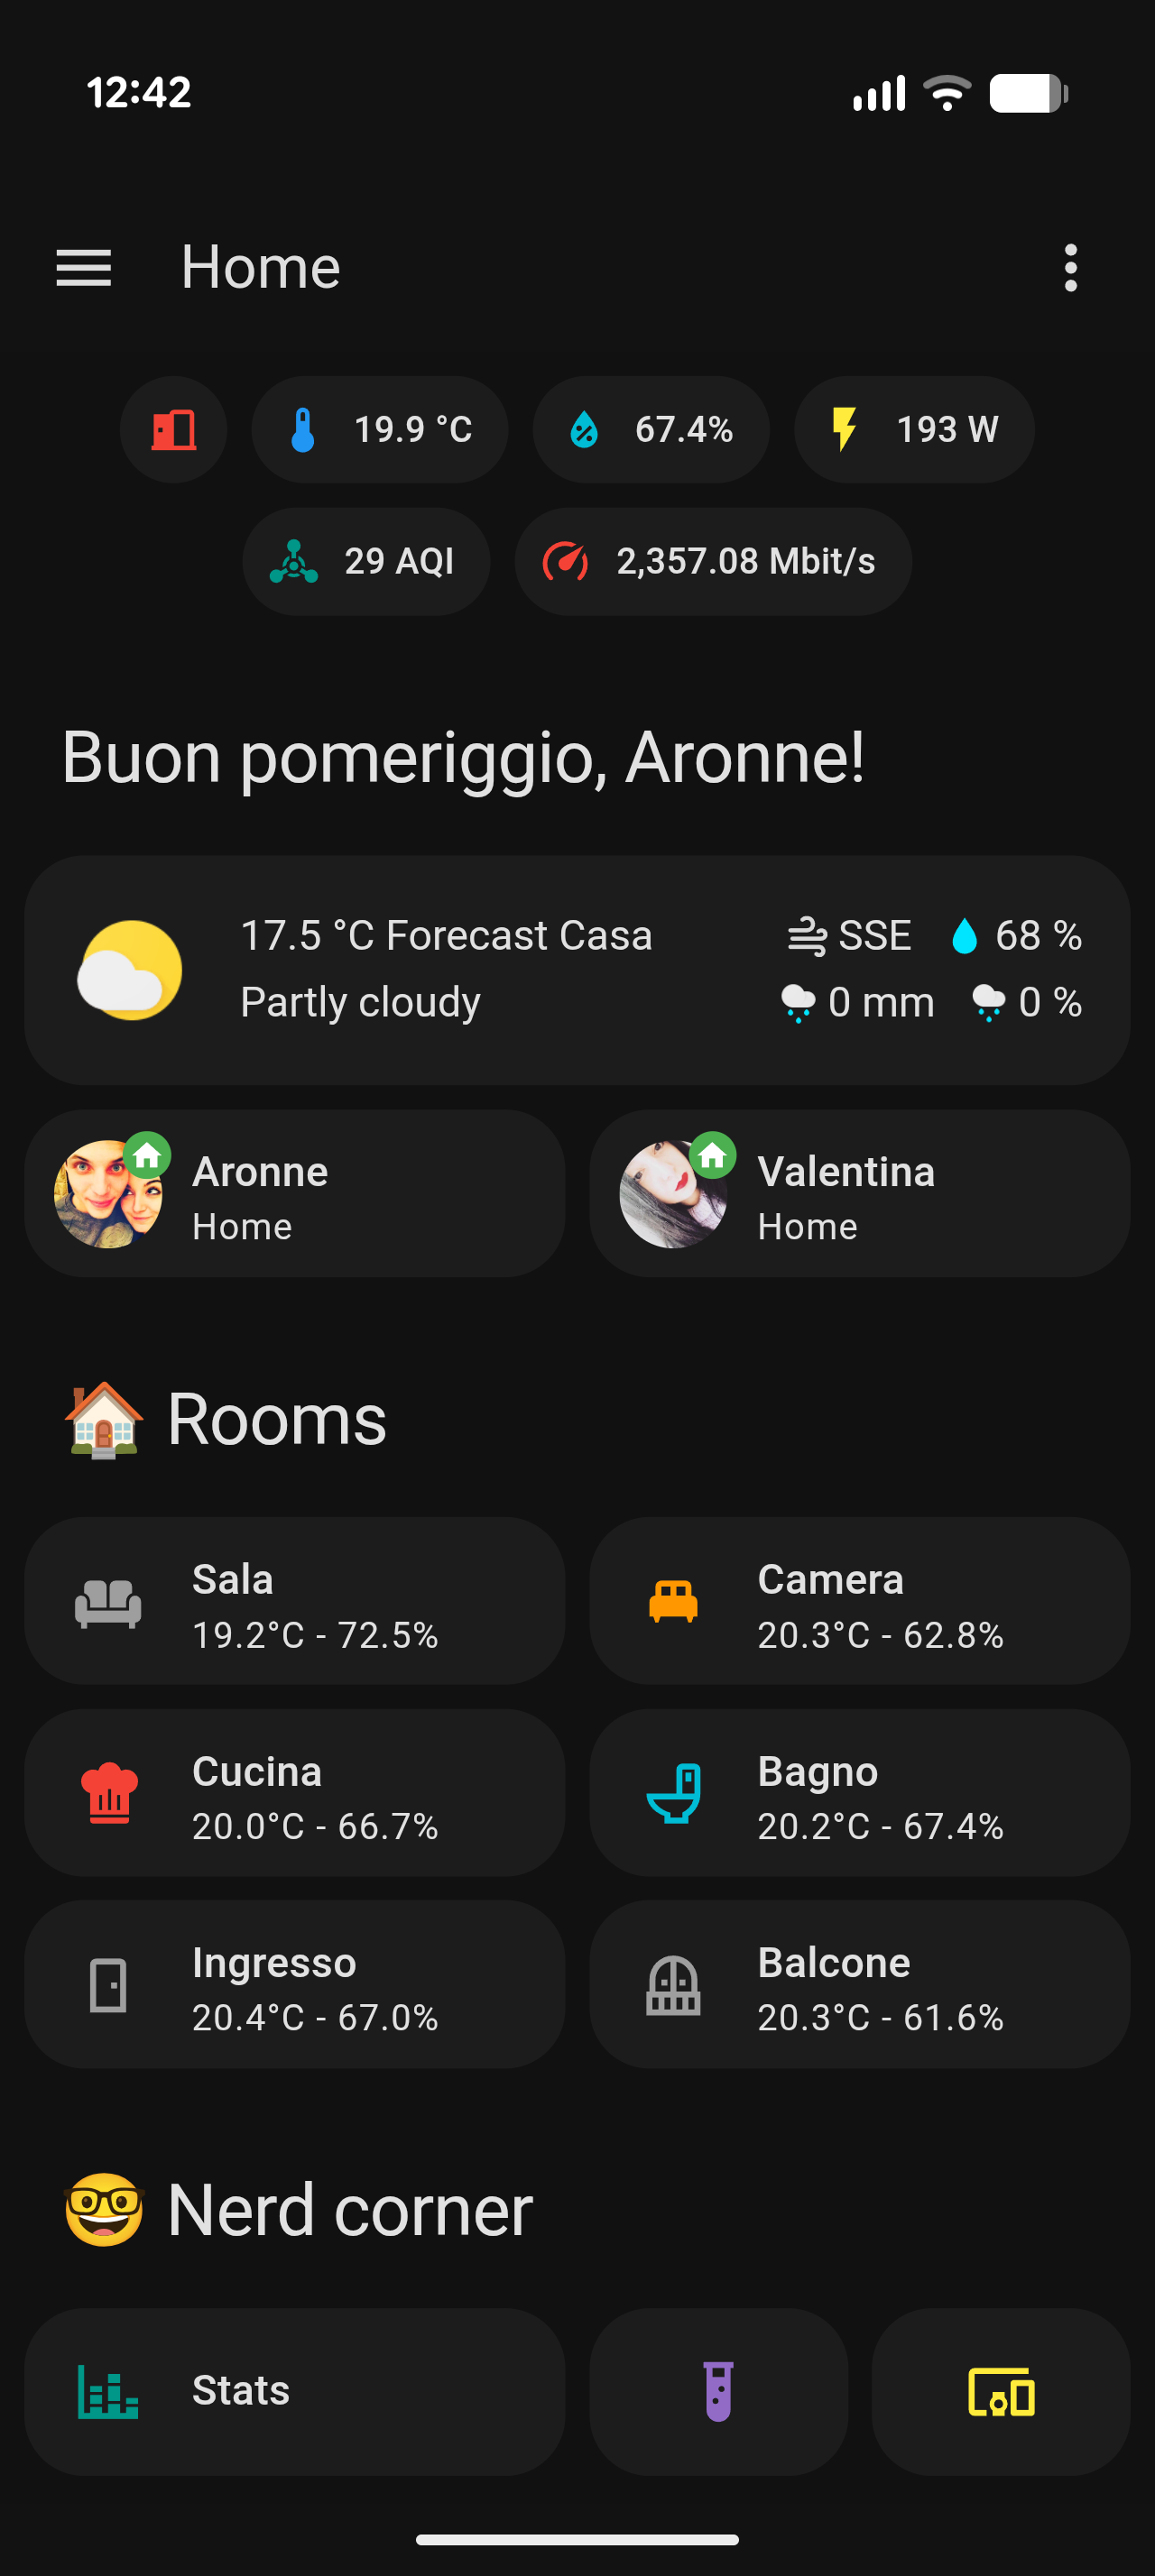 12:42
Home
19.9 °C
67.4%
193 W
29 AQI
2,357.08 Mbit/s
Buon pomeriggio, Aronne!
17.5 °C Forecast Casa
SSE
68 %
Partly cloudy
0 mm
0 %
Aronne
Home
Valentina
Home
🏠 Rooms
Sala
19.2°C - 72.5%
Camera
20.3°C - 62.8%
Cucina
20.0°C - 66.7%
Bagno
20.2°C - 67.4%
Ingresso
20.4°C - 67.0%
Balcone
20.3°C - 61.6%
🤓 Nerd corner
Stats